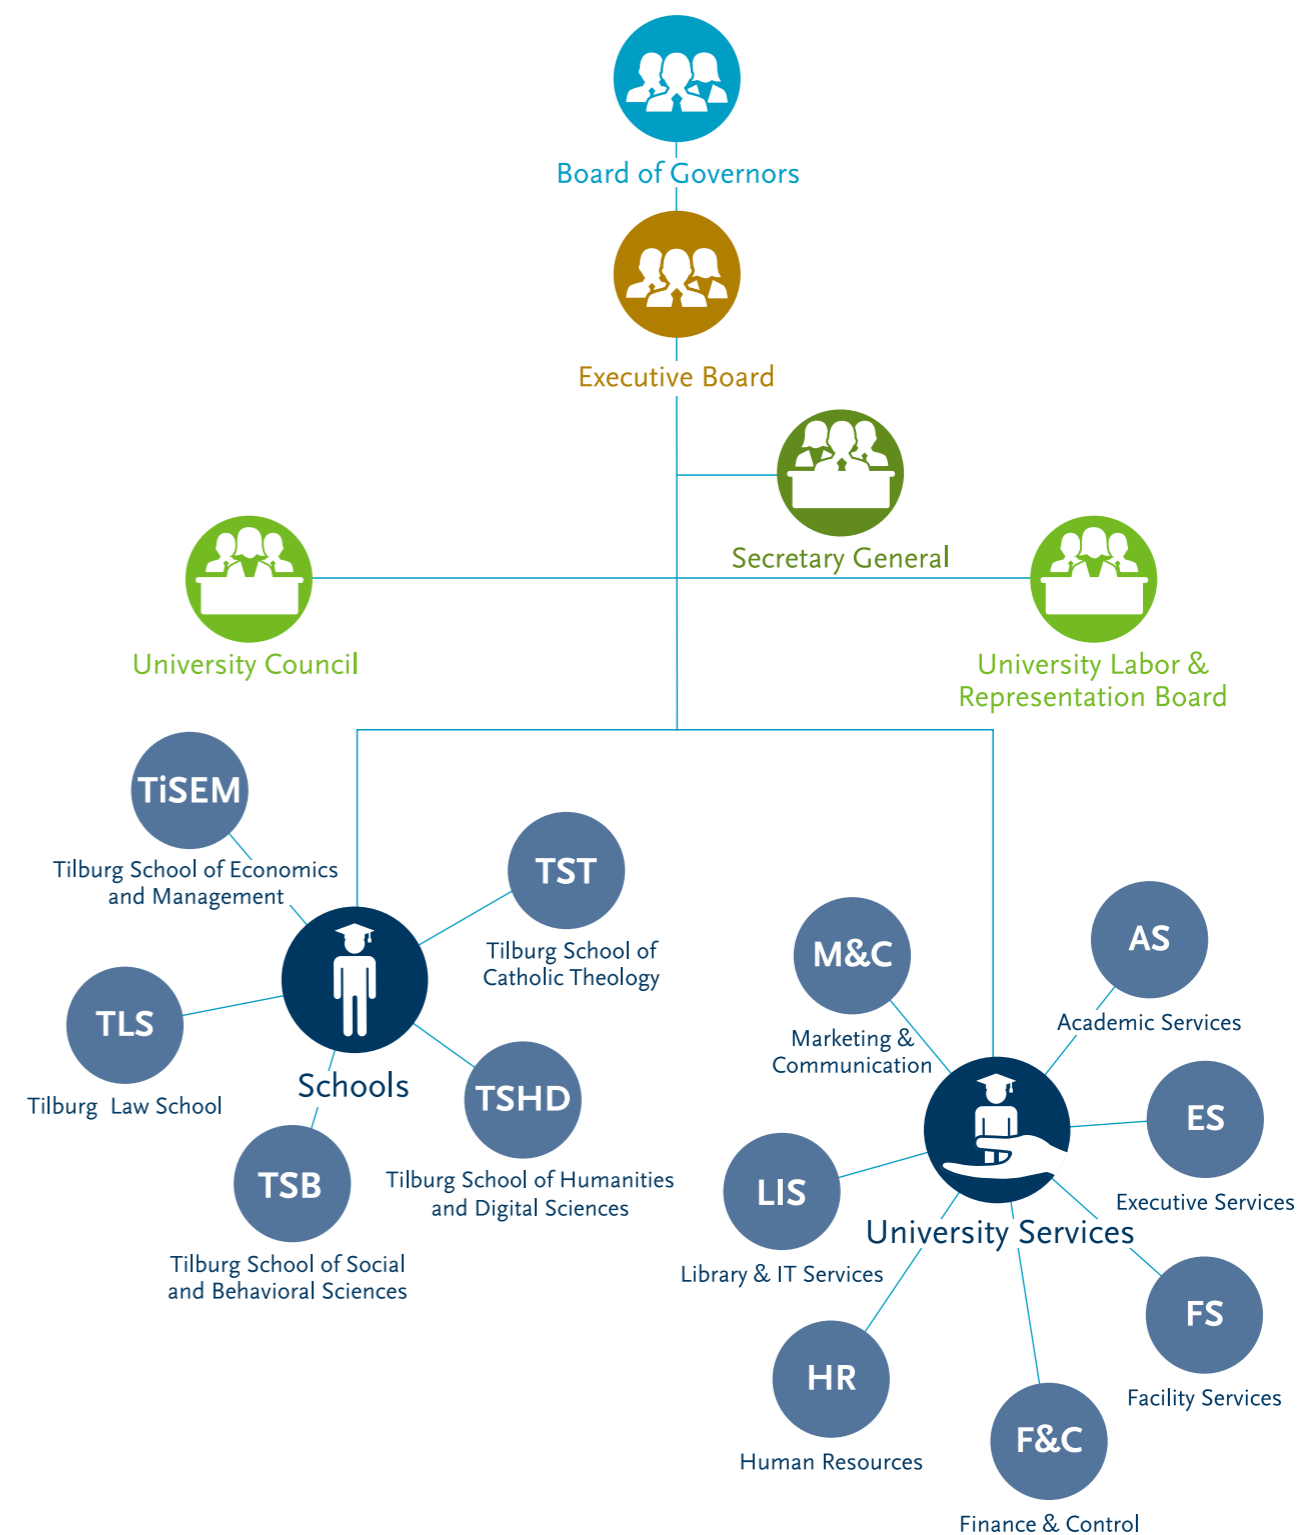 Board of Governors
Executive Board
Secretary General
University Council
University Labor &
Representation Board
TiSEM
Tilburg School of Economics
and Management
TST
Tilburg School of
Catholic Theology
TLS
Tilburg Law School
Schools
TSHD
Tilburg School of Humanities
and Digital Sciences
TSB
Tilburg School of Social
and Behavioral Sciences
M&C
Marketing &
Communication
AS
Academic Services
ES
Executive Services
LIS
Library & IT Services
University Services
FS
Facility Services
HR
Human Resources
F&C
Finance & Control